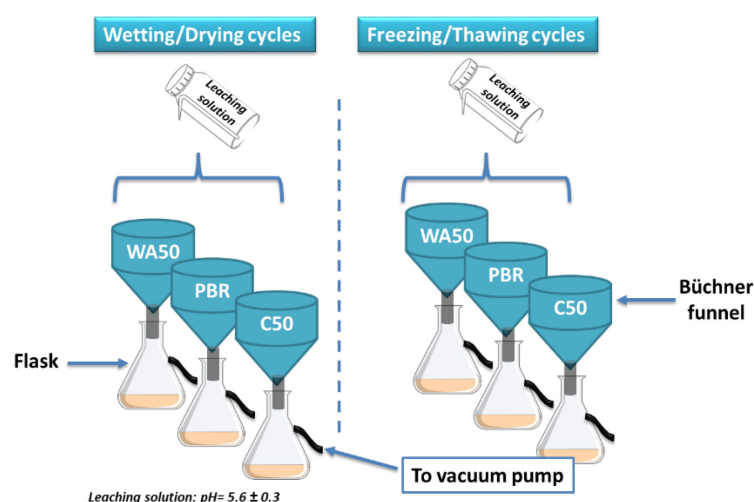 Wetting/Drying cycles
Freezing/Thawing cycles
Leaching
solution
Leaching
solution
WA50
PBR
C50
WA50
PBR
C50
Büchner
funnel
Flask
To vacuum pump
Leaching solution: pH= 5.6 ± 0.3